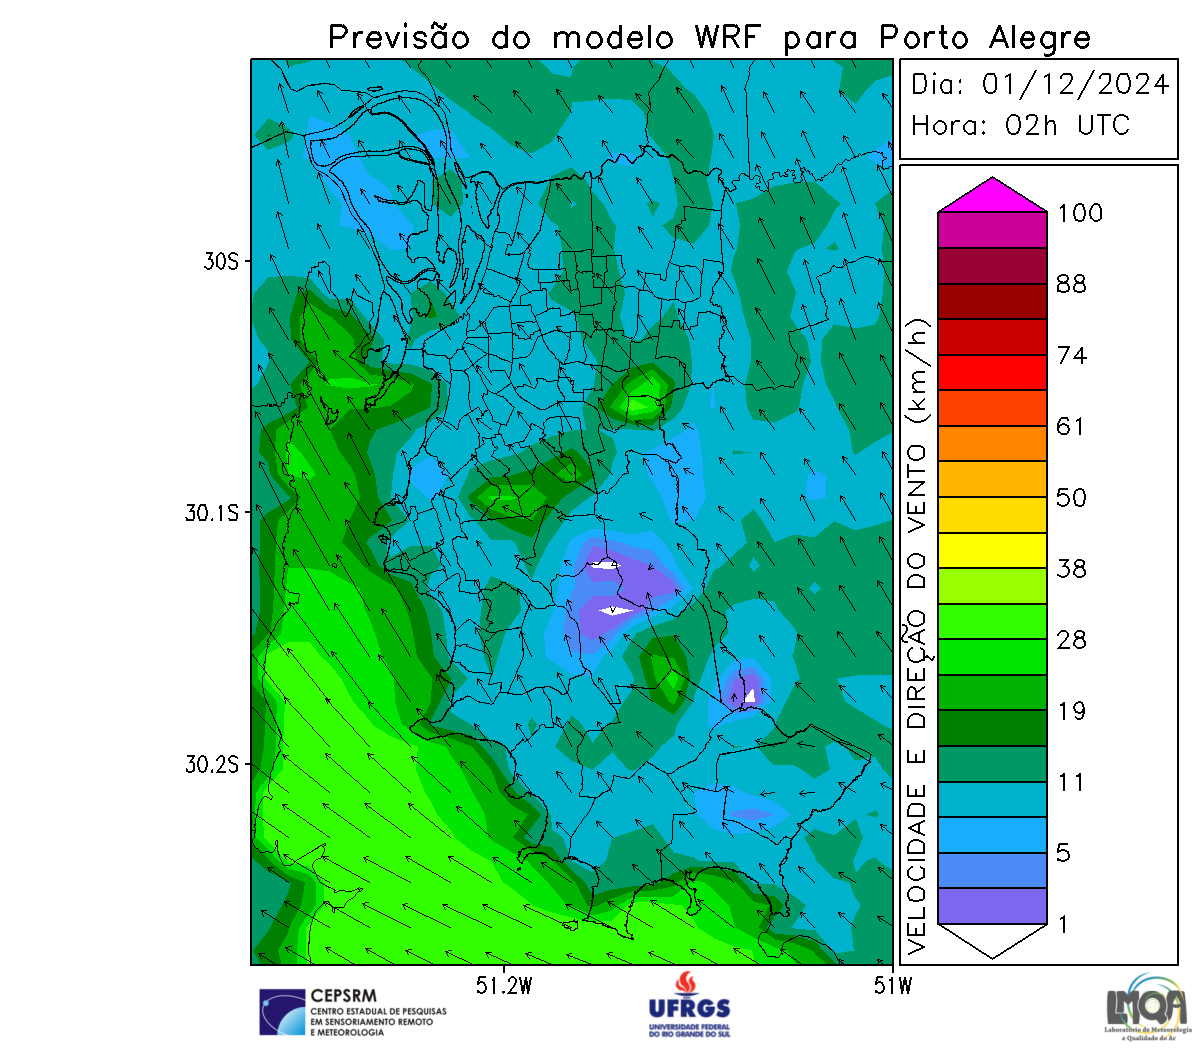 Previsão do modelo WRF para Porto Alegre
Dia: 01/12/2024
Hora: 02h UTC
30S
30.1S
30.2S
51.2W
51W
VELOCIDADE E DIREÇÃO DO VENTO (km/h)
100
88
74
61
50
38
28
19
11
5
1
CEPSRM
CENTRO ESTADUAL DE PESQUISAS
EM SENSORIAMENTO REMOTO
E METEOROLOGIA
UFRGS
UNIVERSIDADE FEDERAL
DO RIO GRANDE DO SUL
LMQA
Laboratório de Meteorologia
e Qualidade do Ar